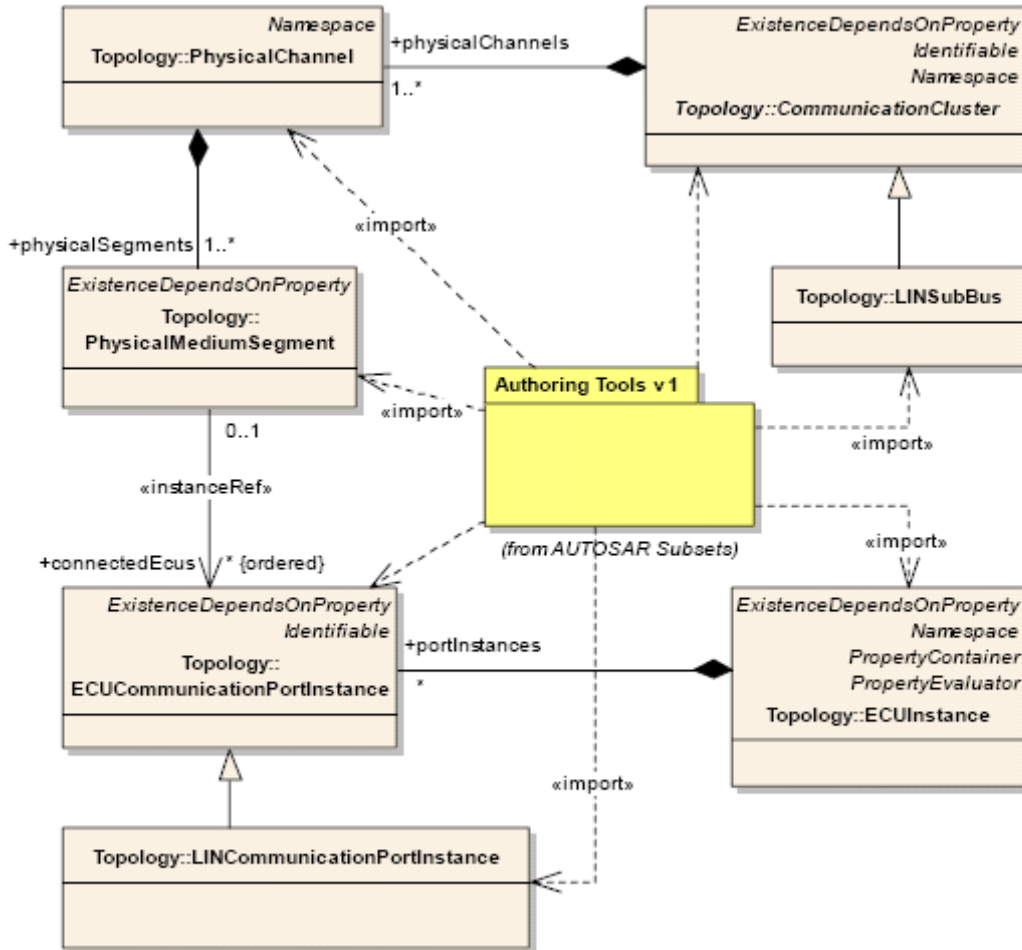 Namespace
Topology::PhysicalChannel
+physicalChannels
1..*
ExistenceDependsOnProperty
Identifiable
Namespace
Topology::CommunicationCluster
«import»
+physicalSegments 1..*
ExistenceDependsOnProperty
Topology::
PhysicalMediumSegment
Topology::LINSubBus
Authoring Tools v1
«import»
0..1
«import»
«instanceRef»
(from AUTOSAR Subsets)
«import»
+connectedEcus * {ordered}
ExistenceDependsOnProperty
Identifiable
Topology::
ECUCommunicationPortInstance
+portInstances
*
ExistenceDependsOnProperty
Namespace
PropertyContainer
PropertyEvaluator
Topology::ECUInstance
«import»
Topology::LINCommunicationPortInstance